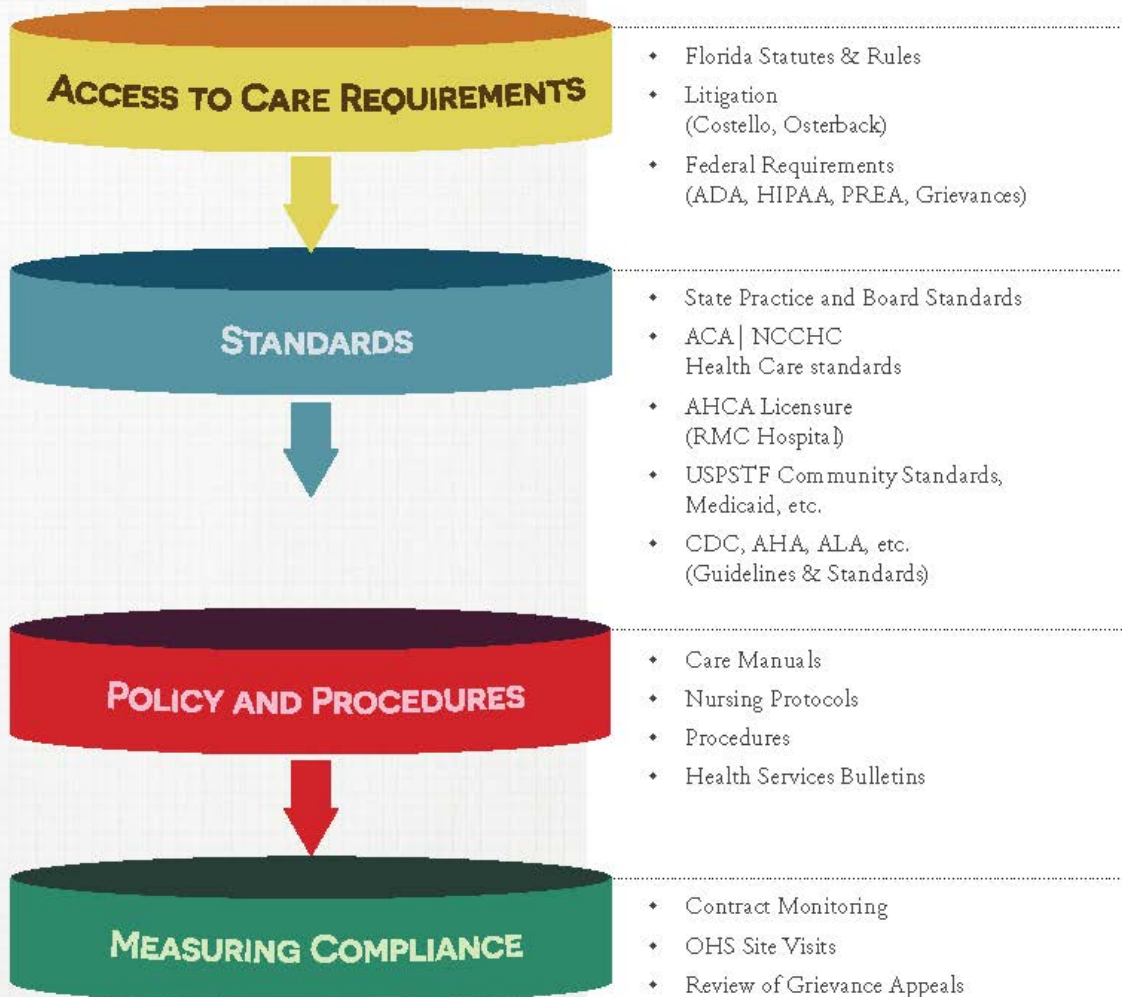 ACCESS TO CARE REQUIREMENTS
• Florida Statutes & Rules
• Litigation
(Costello, Osterback)
• Federal Requirements
(ADA, HIPAA, PREA, Grievances)
STANDARDS
• State Practice and Board Standards
• ACA| NCCHC
Health Care standards
• AHCA Licensure
(RMC Hospital)
• USPSTF Community Standards,
Medicaid, etc.
• CDC, AHA, ALA, etc.
(Guidelines & Standards)
POLICY AND PROCEDURES
• Care Manuals
• Nursing Protocols
• Procedures
• Health Services Bulletins
MEASURING COMPLIANCE
• Contract Monitoring
• OHS Site Visits
• Review of Grievance Appeals